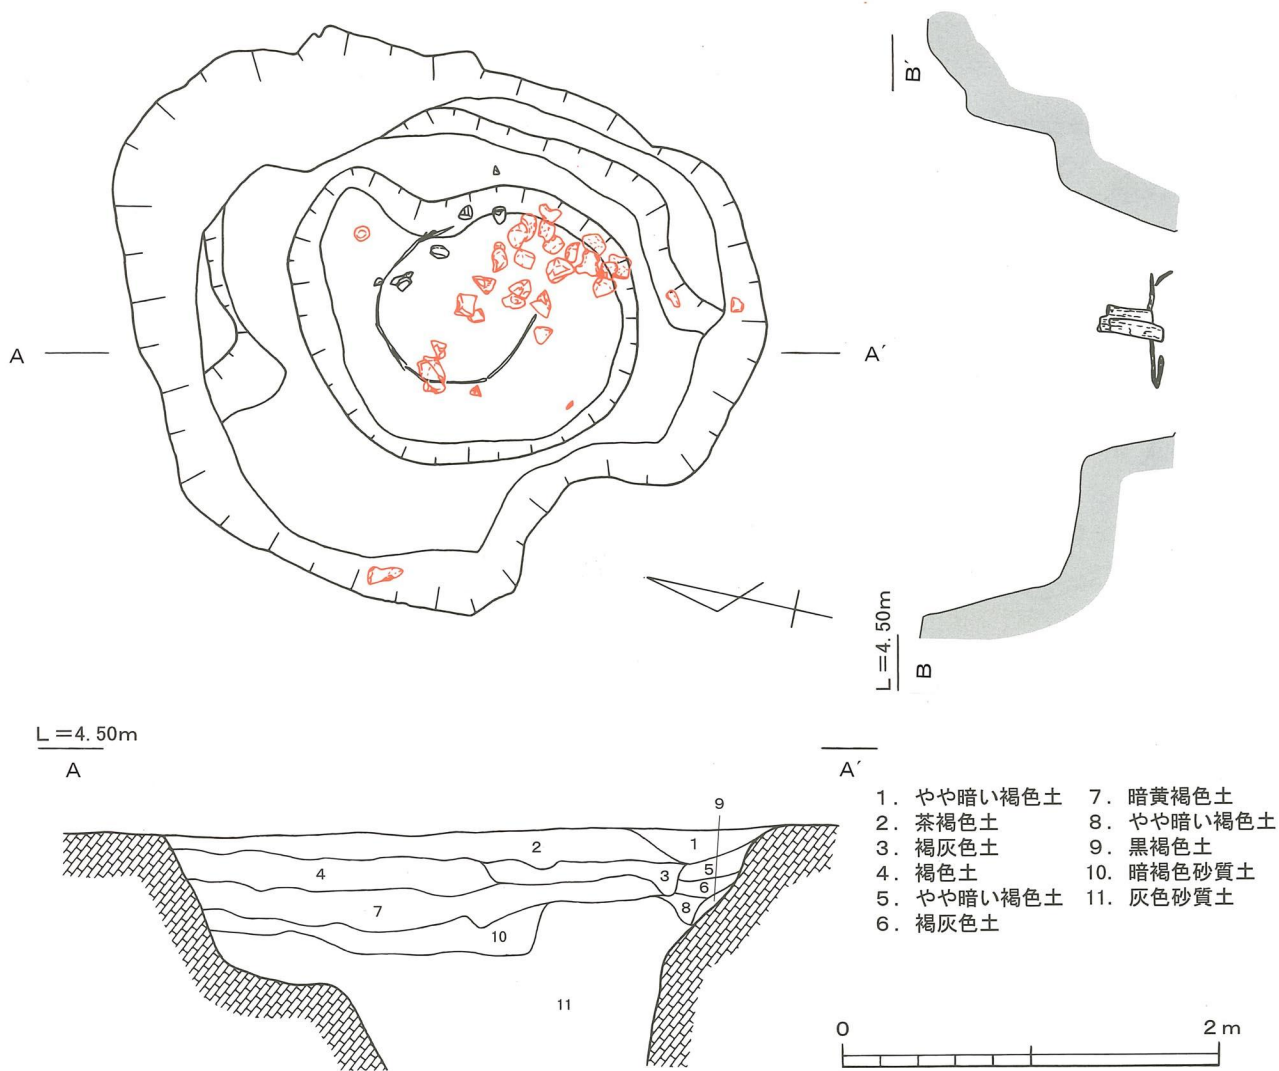 B′
A
A′
L=4.50m
B
L=4.50m
A
A′
9
1
2
3
4
5
6
7
8
10
11
1. やや暗い褐色土
2. 茶褐色土
3. 褐灰色土
4. 褐色土
5. やや暗い褐色土
6. 褐灰色土
7. 暗黄褐色土
8. やや暗い褐色土
9. 黒褐色土
10. 暗褐色砂質土
11. 灰色砂質土
0
2m